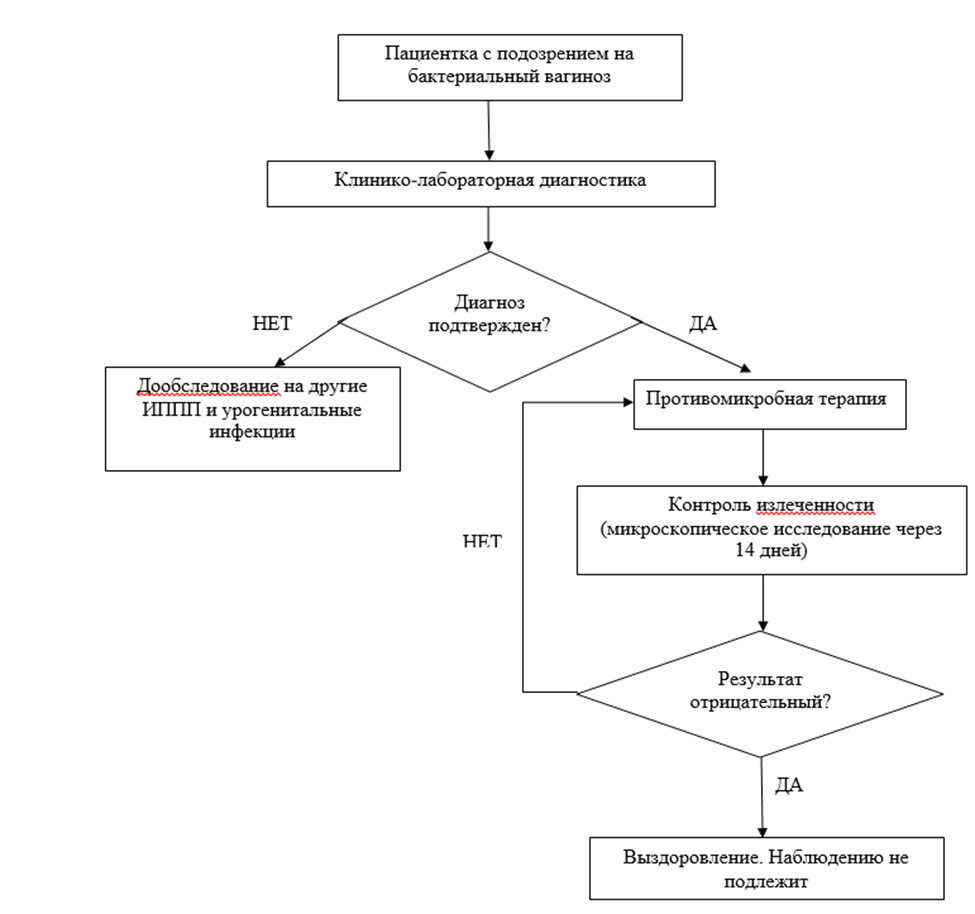 Пациентка с подозрением на
бактериальный вагиноз
Клинико-лабораторная диагностика
Диагноз
подтвержден?
НЕТ
ДА
Дообследование на другие
ИППП и урогенитальные
инфекции
Противомикробная терапия
Контроль излеченности
(микроскопическое исследование через
14 дней)
НЕТ
Результат
отрицательный?
ДА
Выздоровление. Наблюдению не
подлежит